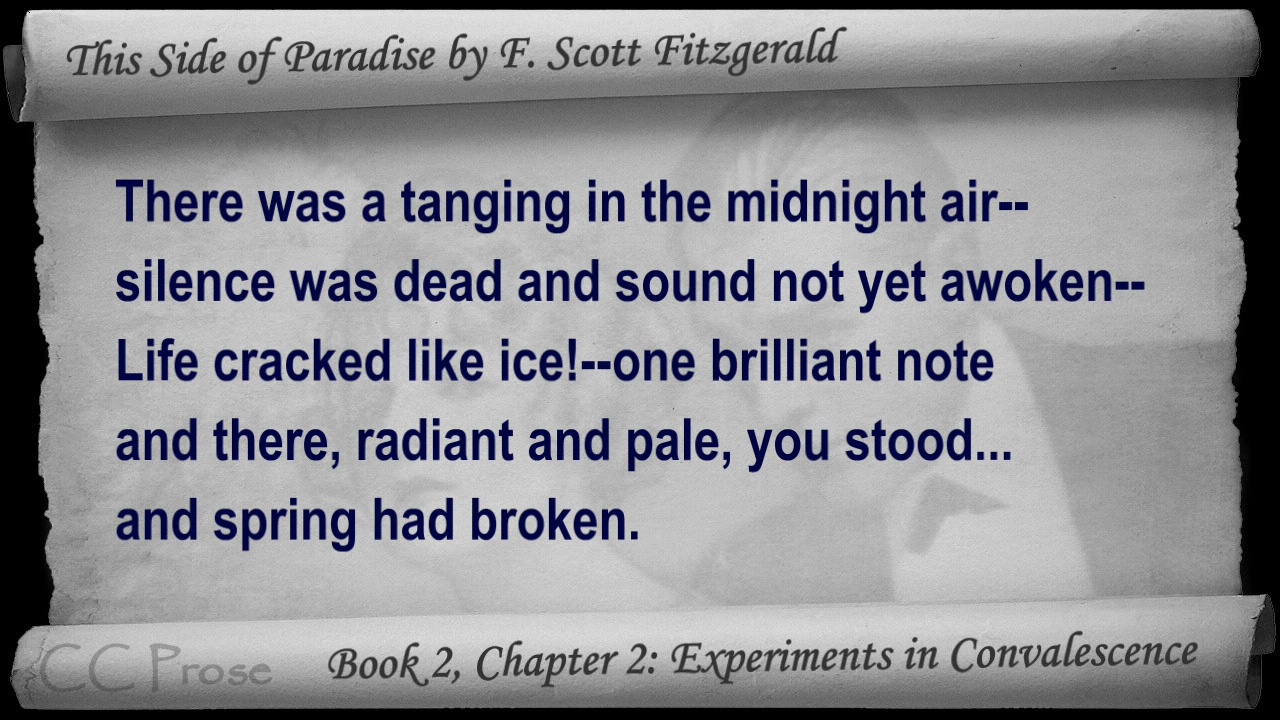 This Side of Paradise by F. Scott Fitzgerald
There was a tanging in the midnight air--
silence was dead and sound not yet awoken--
Life cracked like ice!--one brilliant note
and there, radiant and pale, you stood...
and spring had broken.
CC Prose
Book 2, Chapter 2: Experiments in Convalescence